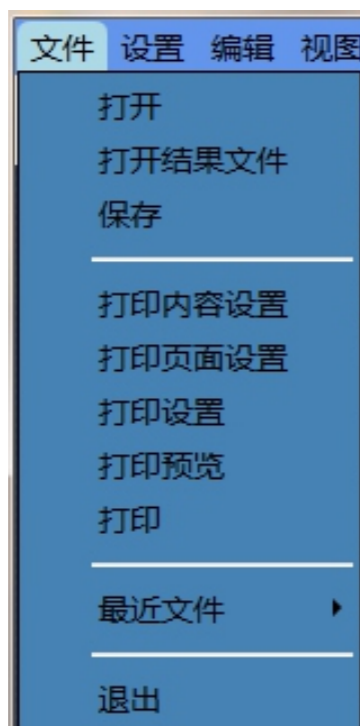 文件 设置 编辑 视图
打开
打开结果文件
保存
打印内容设置
打印页面设置
打印设置
打印预览
打印
最近文件
退出